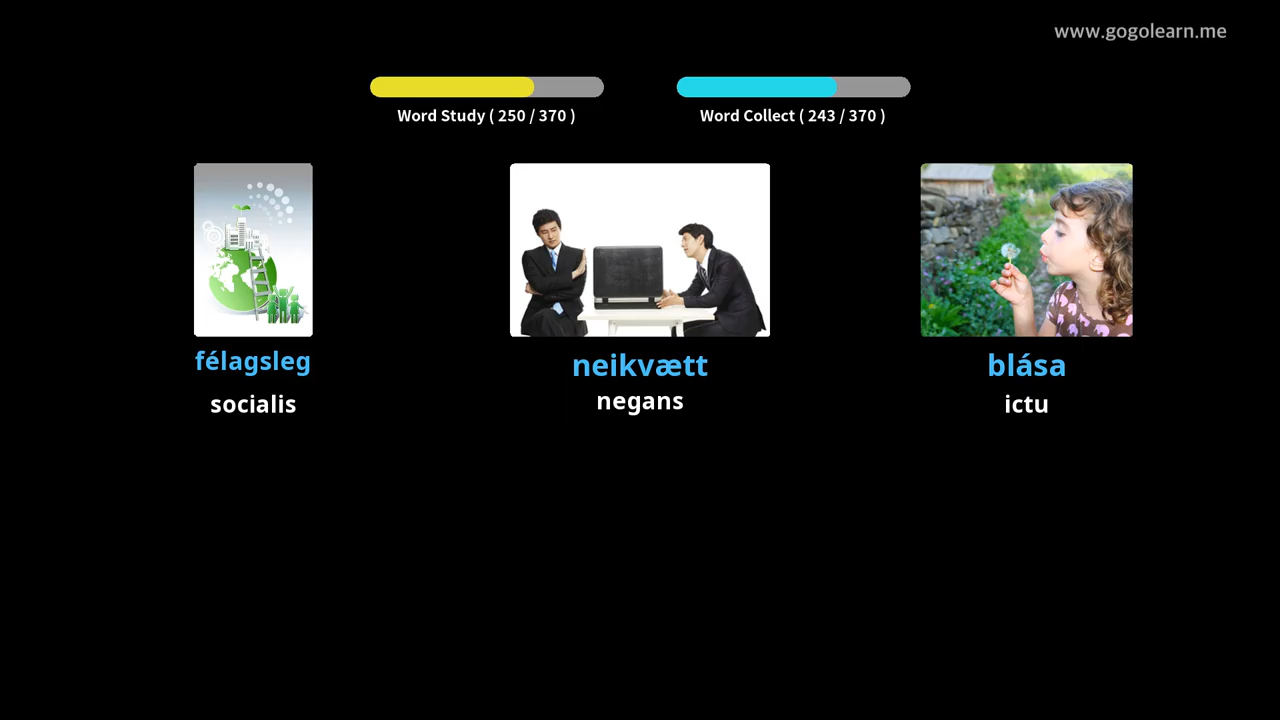 www.gogolearn.me
Word Study ( 250 / 370 )
Word Collect ( 243 / 370 )
félagsleg
neikvætt
blása
socialis
negans
ictu